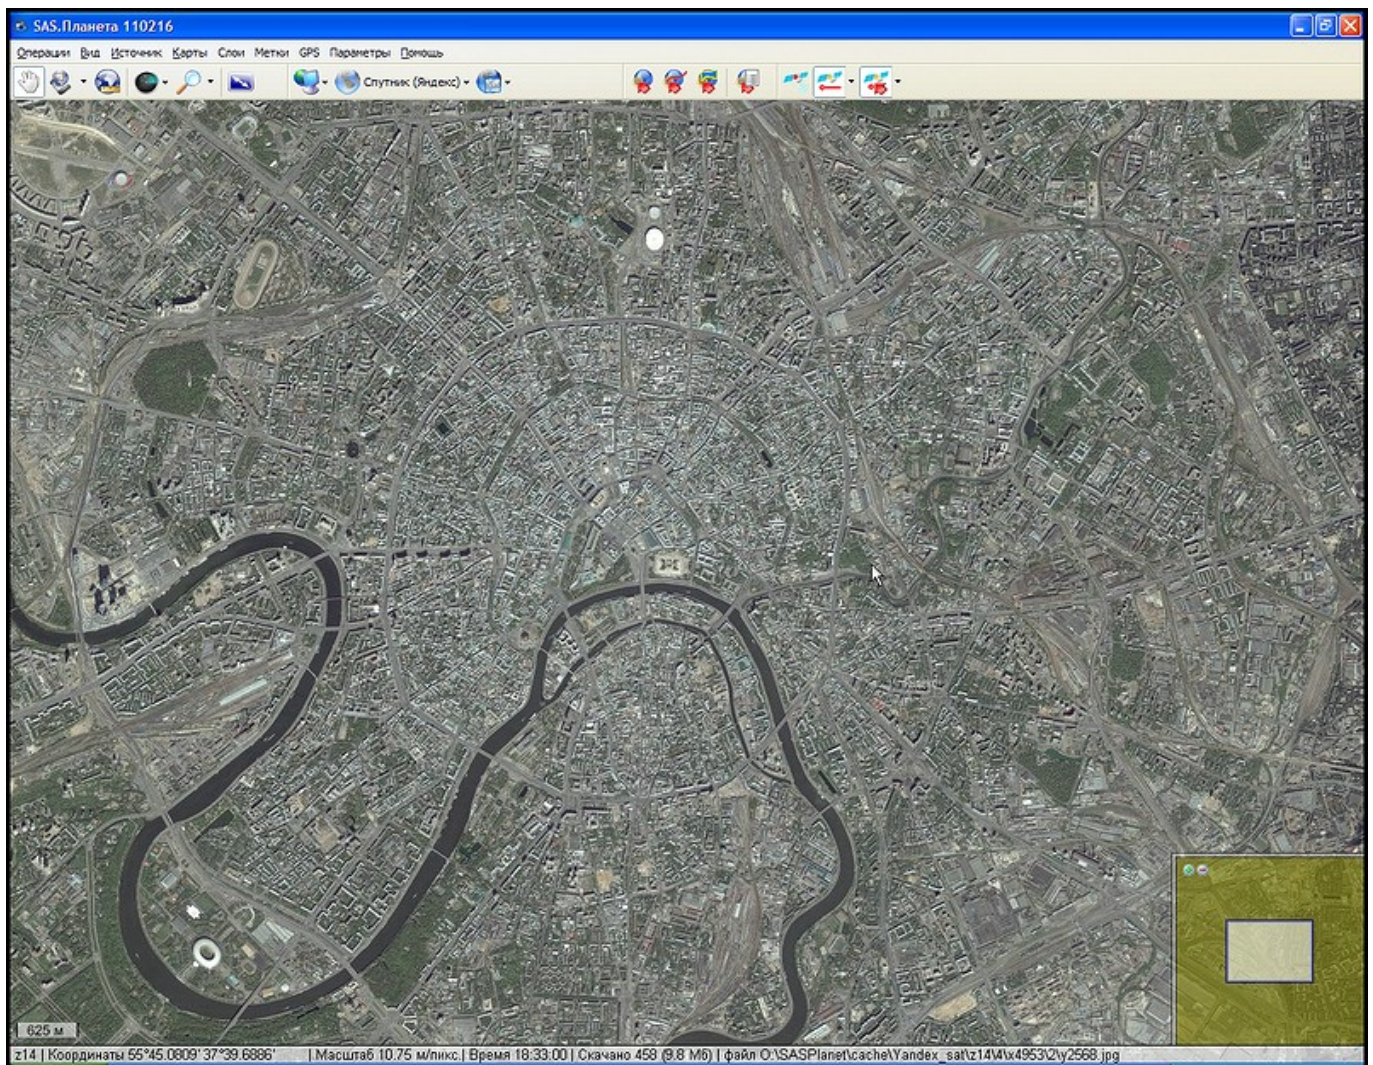 SAS.Планета 110216
Операции Вид Источник Карты Слои Метки GPS Параметры Помощь
Спутник (Яндекс)
625 м
z14 | Координаты 55°45.0809' 37°39.6886' | Масштаб 10.75 м/пикс.| Время 18:33:00 | Скачано 458 (9.8 Мб) | файл O:\SASPlanet\cache\Yandex_sat\z14\4\x4953\2\y2568.jpg